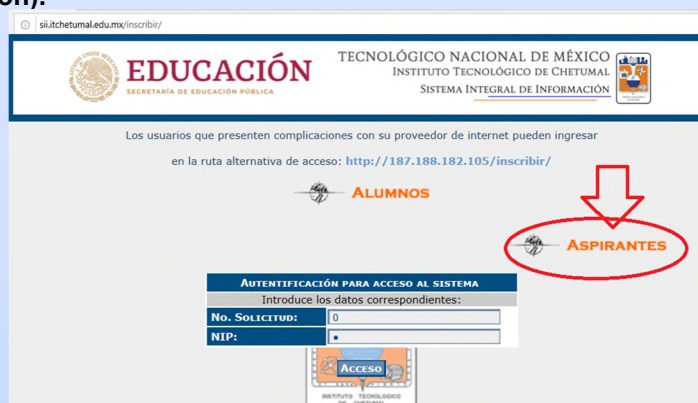 ón).
sii.itchetumal.edu.mx/inscribir/
EDUCACIÓN
SECRETARÍA DE EDUCACIÓN PÚBLICA
TECNOLÓGICO NACIONAL DE MÉXICO
INSTITUTO TECNOLÓGICO DE CHETUMAL
SISTEMA INTEGRAL DE INFORMACIÓN
Los usuarios que presenten complicaciones con su proveedor de internet pueden ingresar
en la ruta alternativa de acceso: http://187.188.182.105/inscribir/
ALUMNOS
ASPIRANTES
AUTENTIFICACIÓN PARA ACCESO AL SISTEMA
Introduce los datos correspondientes:
NO. SOLICITUD: 0
NIP: •
ACCESO
INSTITUTO TECNOLOGICO
DE CHETUMAL